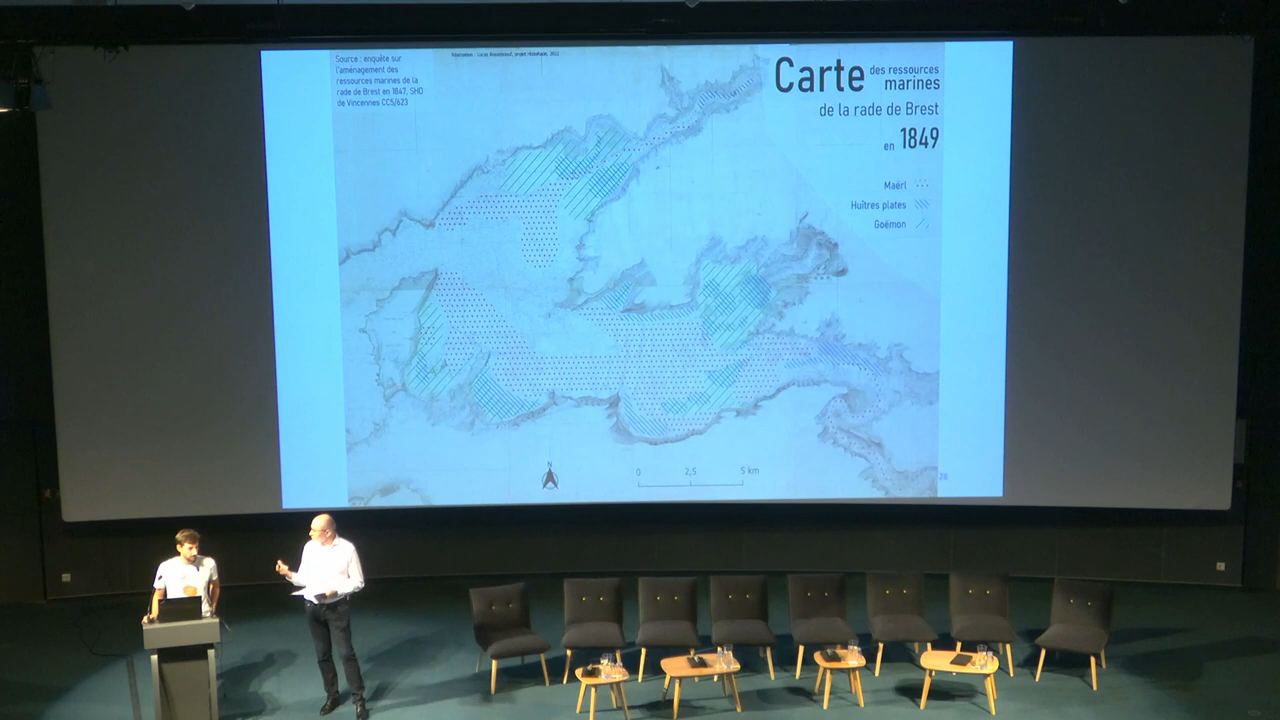 Source : enquête sur
l'aménagement des
ressources marines de la
rade de Brest en 1847, SHD
de Vincennes CC5/623
Carte des ressources
marines
de la rade de Brest
en 1849
Maërl
Huîtres plates
Goëmon
N
0 2,5 5 km
28